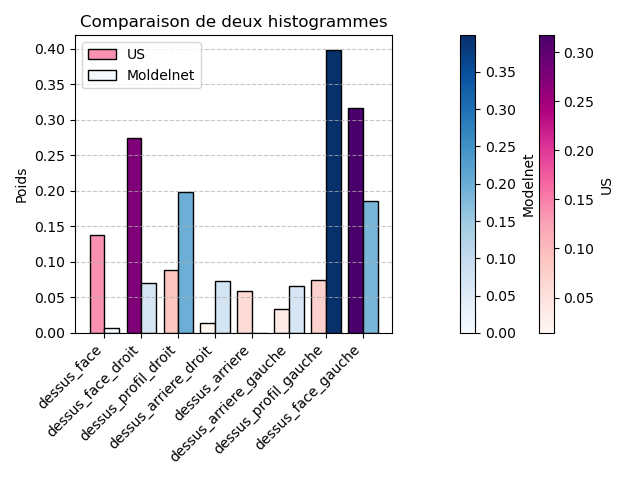 Comparaison de deux histogrammes
US
Moldelnet
Poids
0.40
0.35
0.30
0.25
0.20
0.15
0.10
0.05
0.00
dessus_face
dessus_face_droit
dessus_profil_droit
dessus_arriere_droit
dessus_arriere
dessus_arriere_gauche
dessus_profil_gauche
dessus_face_gauche
0.35
0.30
0.25
0.20
0.15
0.10
0.05
0.00
Modelnet
0.30
0.25
0.20
0.15
0.10
0.05
US